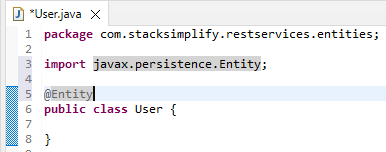 *User.java
1 package com.stacksimplify.restservices.entities;
2
3 import javax.persistence.Entity;
4
5 @Entity
6 public class User {
7
8 }